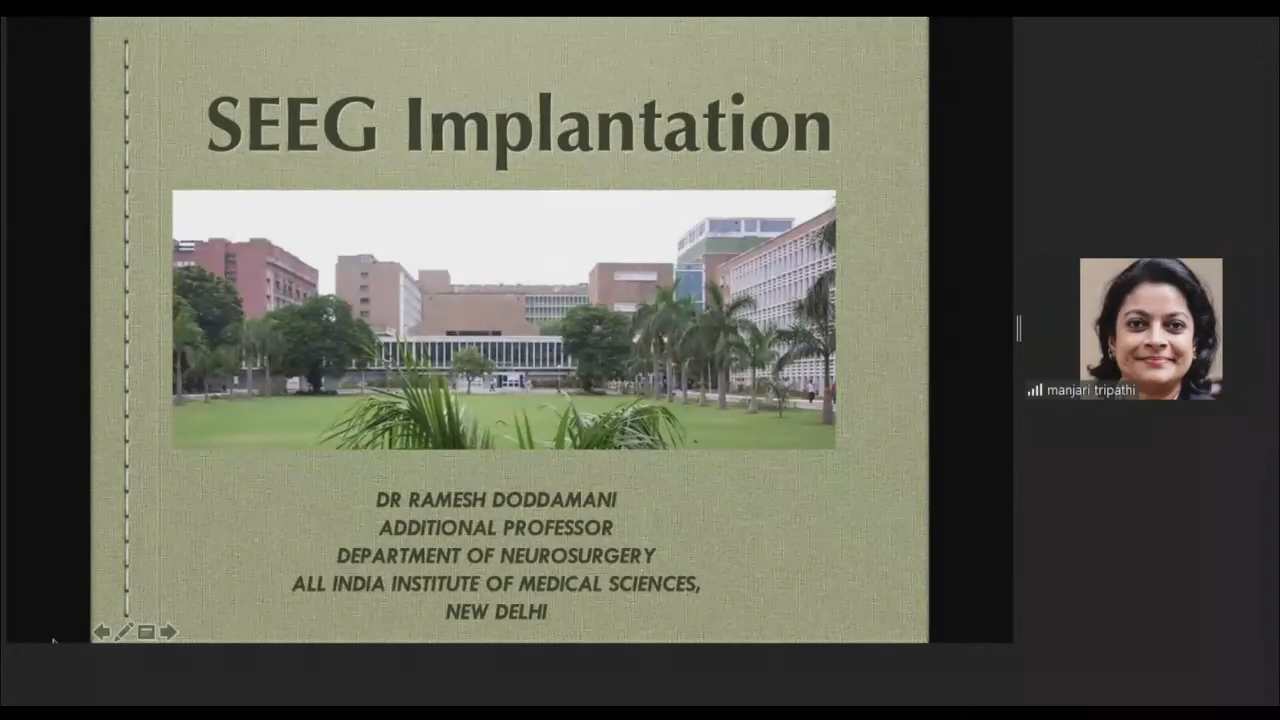 SEEG Implantation
DR RAMESH DODDAMANI
ADDITIONAL PROFESSOR
DEPARTMENT OF NEUROSURGERY
ALL INDIA INSTITUTE OF MEDICAL SCIENCES,
NEW DELHI
manjari tripathi